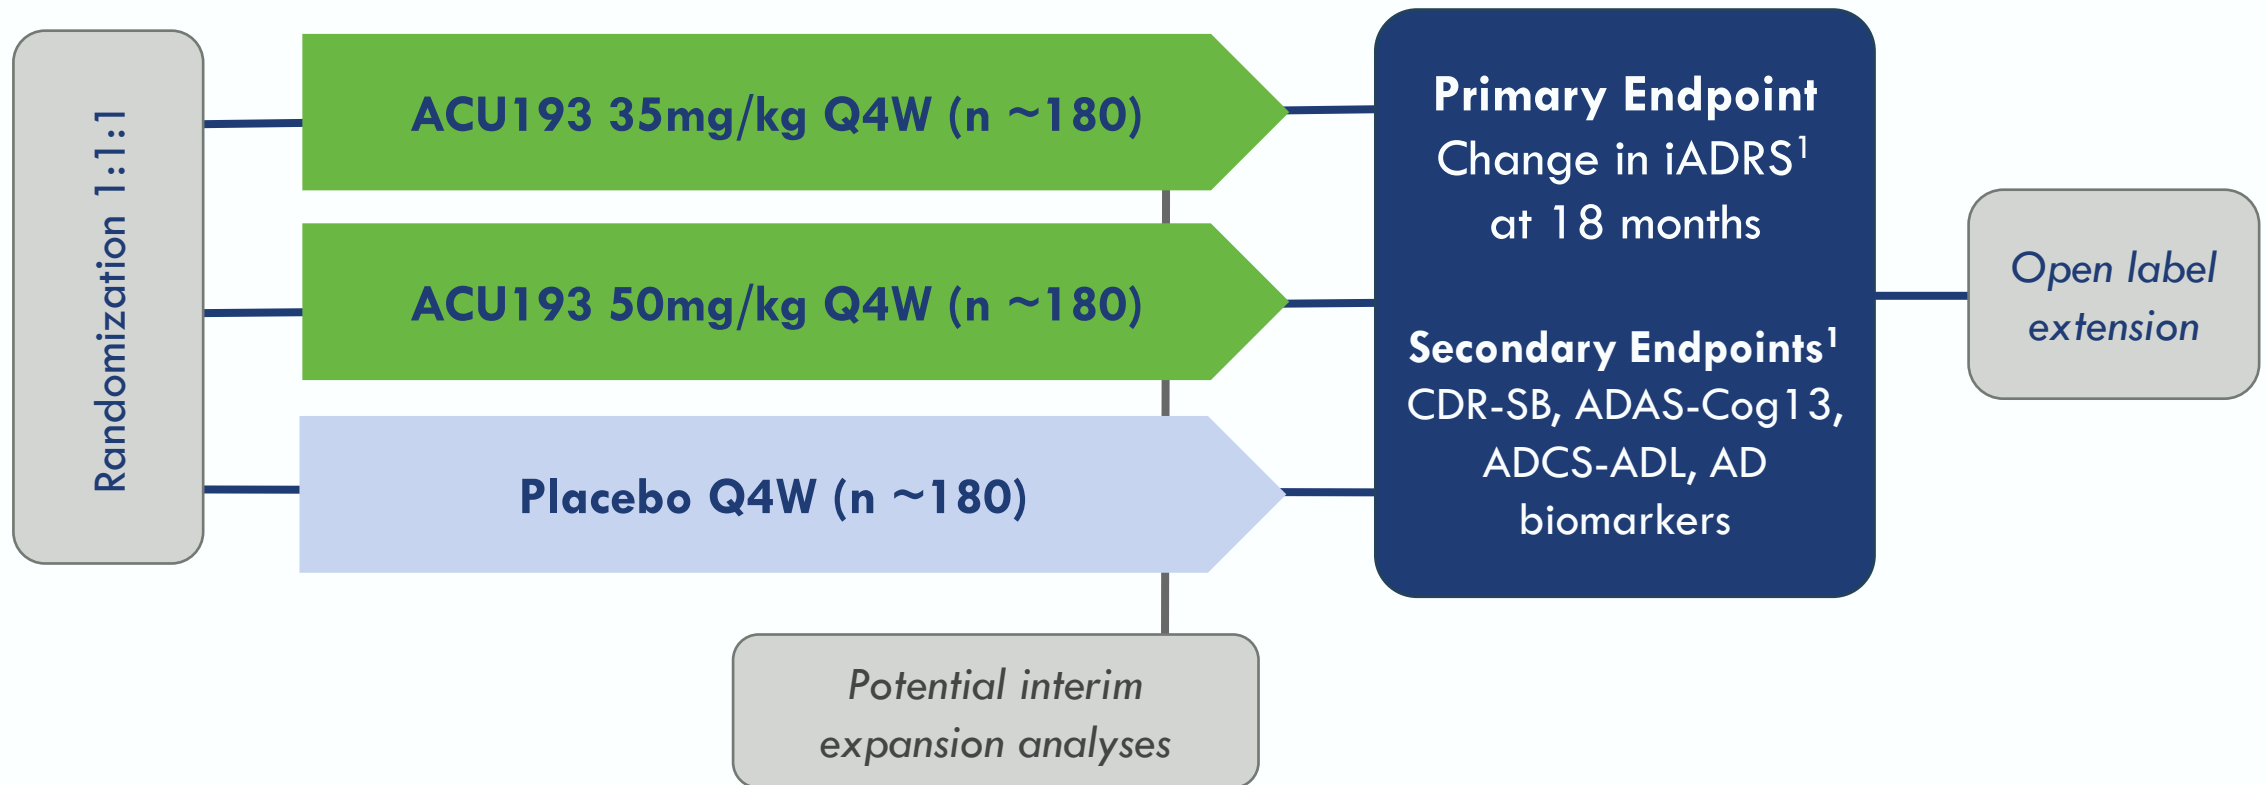 Randomization 1:1:1
ACU193 35mg/kg Q4W (n ~180)
ACU193 50mg/kg Q4W (n ~180)
Placebo Q4W (n ~180)
Potential interim
expansion analyses
Primary Endpoint
Change in iADRS¹
at 18 months
Secondary Endpoints¹
CDR-SB, ADAS-Cog13,
ADCS-ADL, AD
biomarkers
Open label
extension